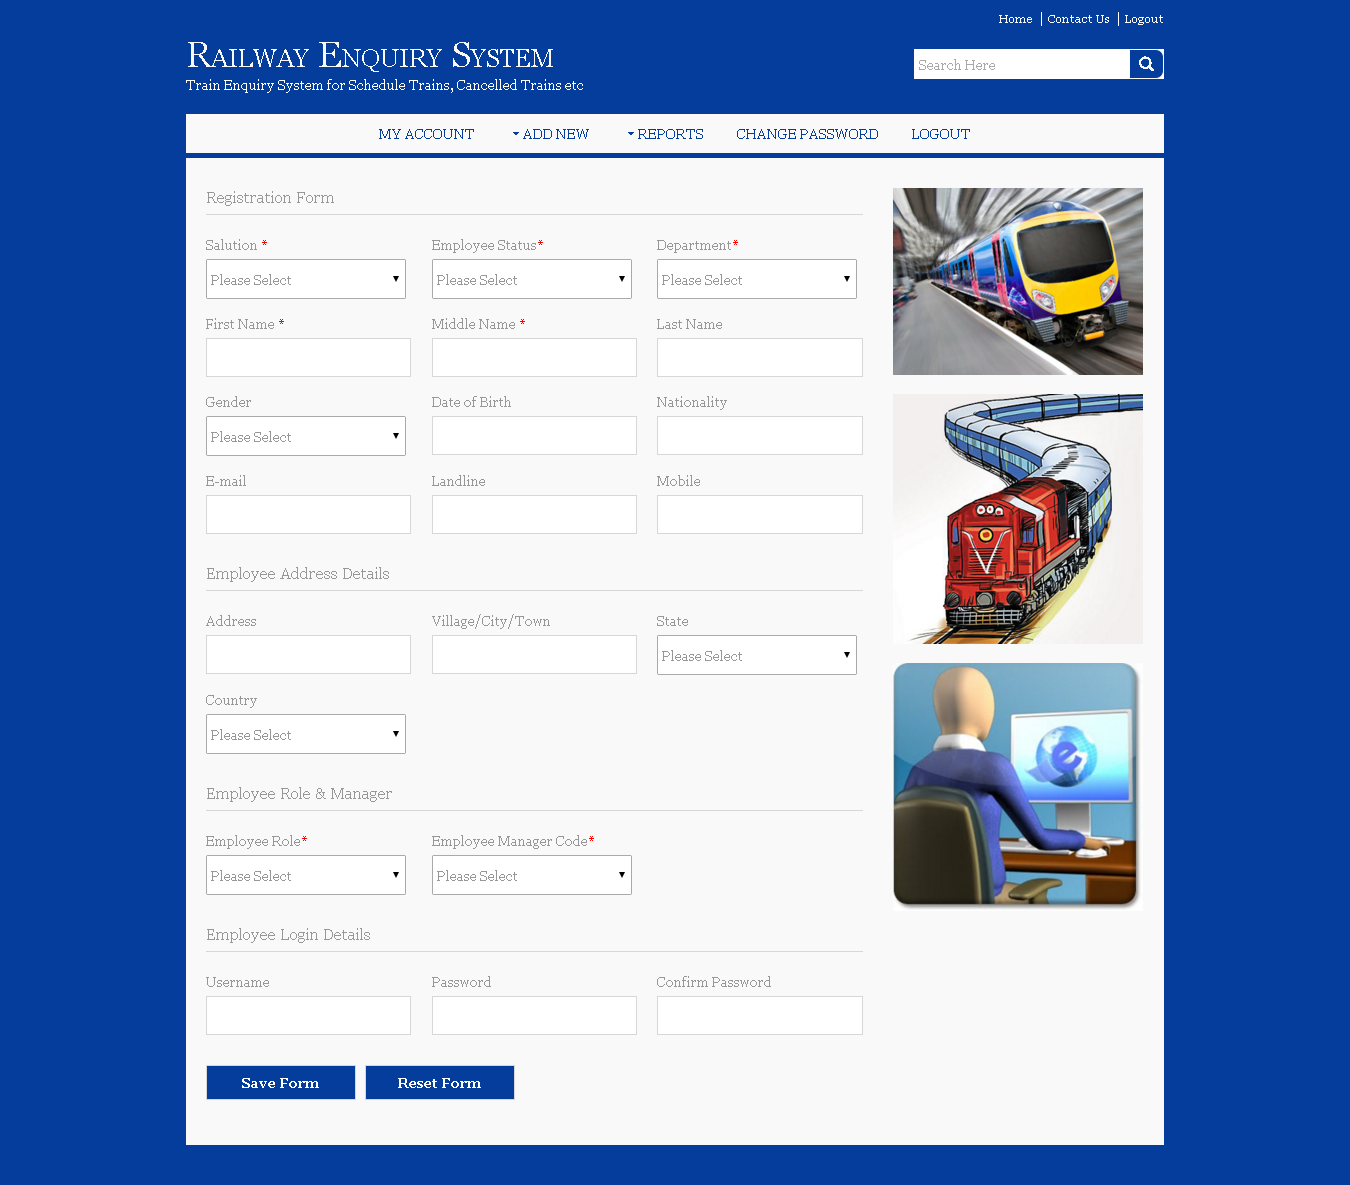 Home Contact Us Logout
Railway Enquiry System
Search Here
Train Enquiry System for Schedule Trains, Cancelled Trains etc
MY ACCOUNT ADD NEW REPORTS CHANGE PASSWORD LOGOUT
Registration Form
Salution * Employee Status* Department*
Please Select Please Select Please Select
First Name * Middle Name * Last Name
Gender Date of Birth Nationality
Please Select
E-mail Landline Mobile
Employee Address Details
Address Village/City/Town State
Please Select
Country
Please Select
Employee Role & Manager
Employee Role* Employee Manager Code*
Please Select Please Select
Employee Login Details
Username Password Confirm Password
Save Form Reset Form